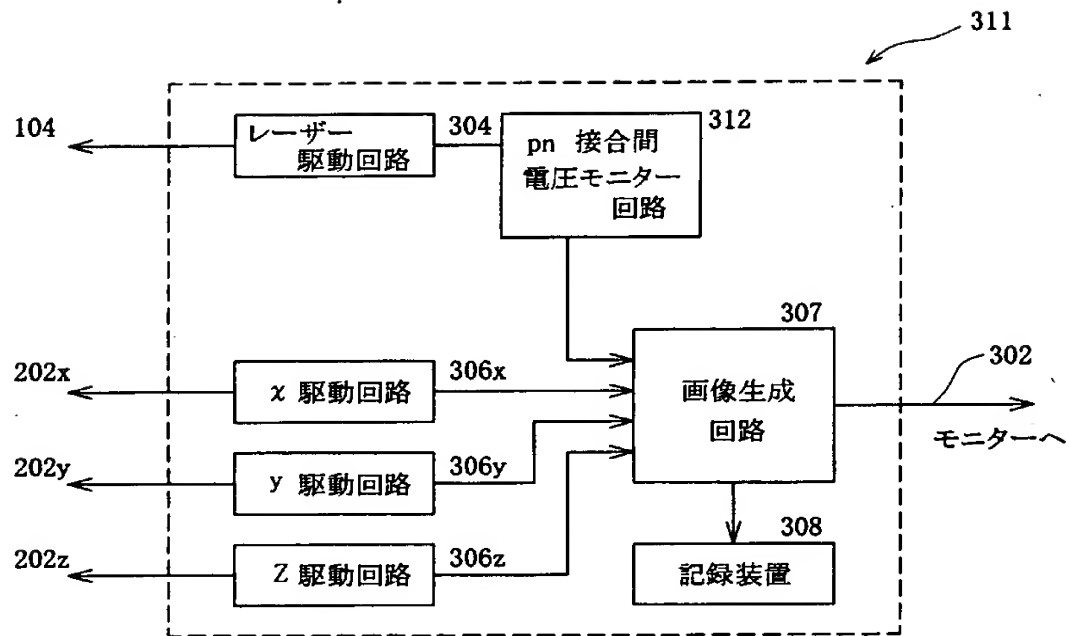 311
104
レーザー
駆動回路
304
312
pn 接合間
電圧モニター
回路
307
302
モニターへ
画像生成
回路
202x
x 駆動回路
306x
202y
y 駆動回路
306y
202z
Z 駆動回路
306z
308
記録装置